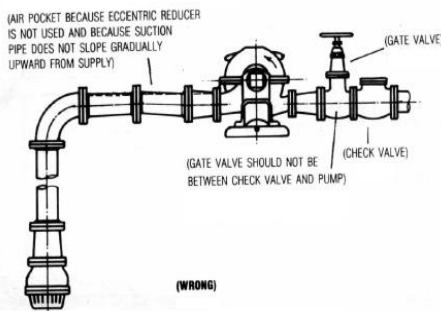 (AIR POCKET BECAUSE ECCENTRIC REDUCER
IS NOT USED AND BECAUSE SUCTION
PIPE DOES NOT SLOPE GRADUALLY
UPWARD FROM SUPPLY)
(GATE VALVE)
(CHECK VALVE)
(GATE VALVE SHOULD NOT BE
BETWEEN CHECK VALVE AND PUMP)
(WRONG)